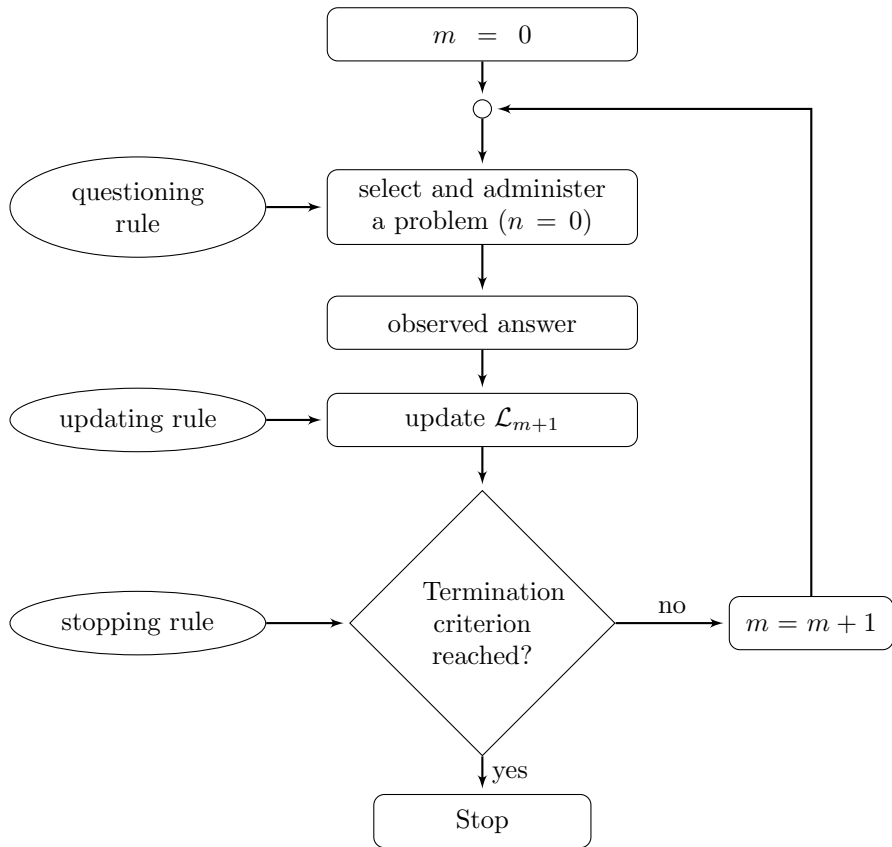 m = 0
questioning
rule
select and administer
a problem (n = 0)
observed answer
updating rule
update ℒₘ₊₁
stopping rule
Termination
criterion
reached?
no
m = m + 1
yes
Stop